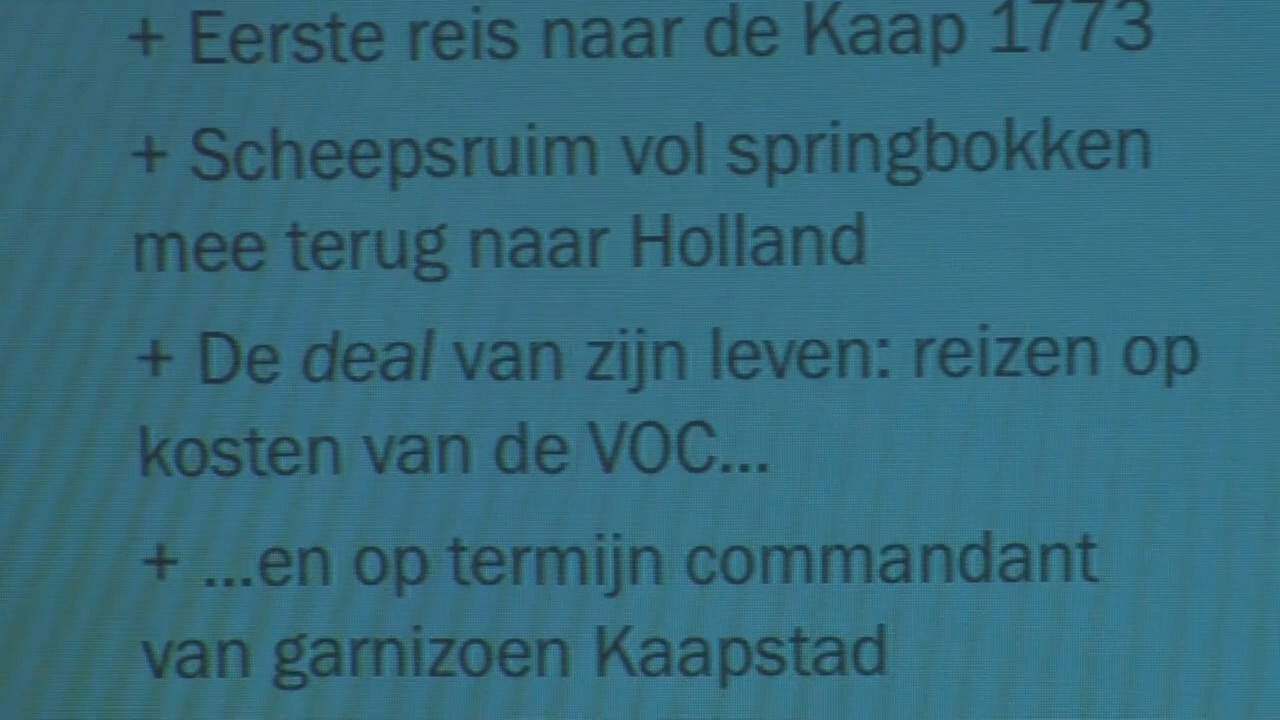 + Eerste reis naar de Kaap 1773
+ Scheepsruim vol springbokken
mee terug naar Holland
+ De deal van zijn leven: reizen op
kosten van de VOC...
+ ...en op termijn commandant
van garnizoen Kaapstad